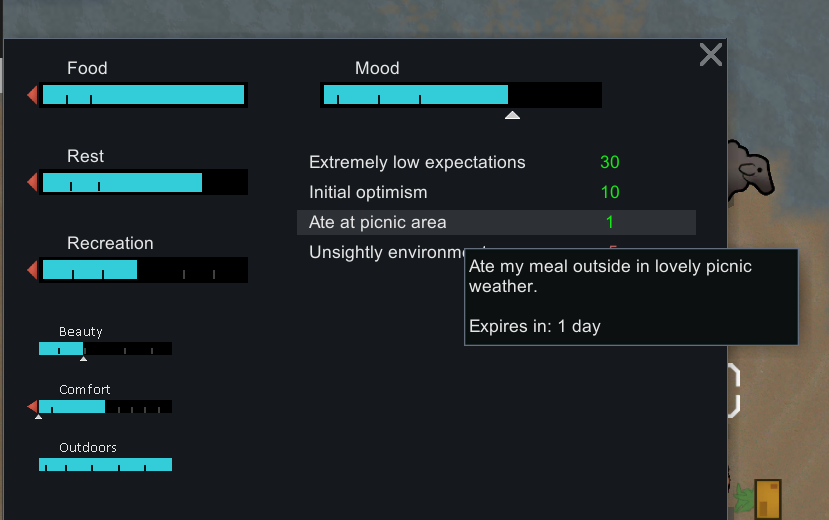 Food
Mood
Rest
Extremely low expectations 30
Initial optimism 10
Ate at picnic area 1
Unsightly
Recreation
Ate my meal outside in lovely picnic
weather.
Expires in: 1 day
Beauty
Comfort
Outdoors